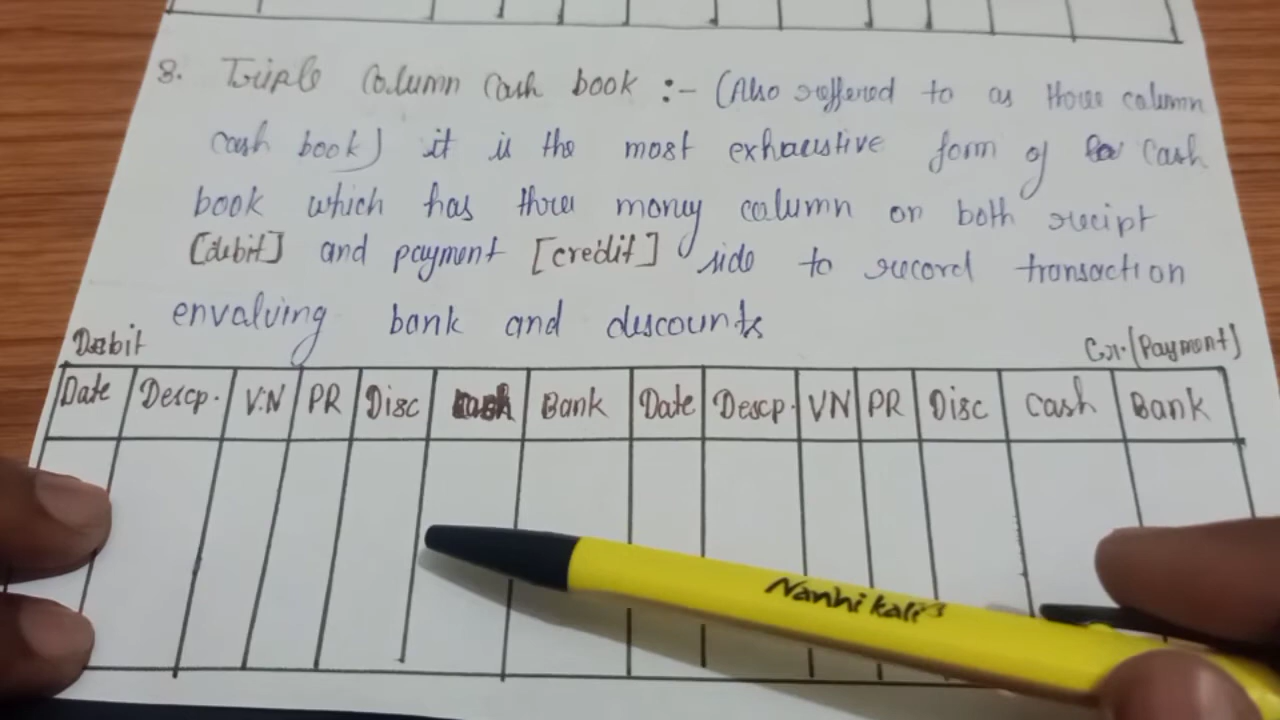 3. Triple Column Cash book :- (Also reffered to as three column
cash book) it is the most exhaustive form of cash
book which has three money column on both recipt
[debit] and payment [credit] side to record transaction
envalving bank and discounts
Debit Cr. (Payment)
Date Descp. V.N PR Disc Cash Bank Date Descp. VN PR Disc Cash Bank
Nanhi kali